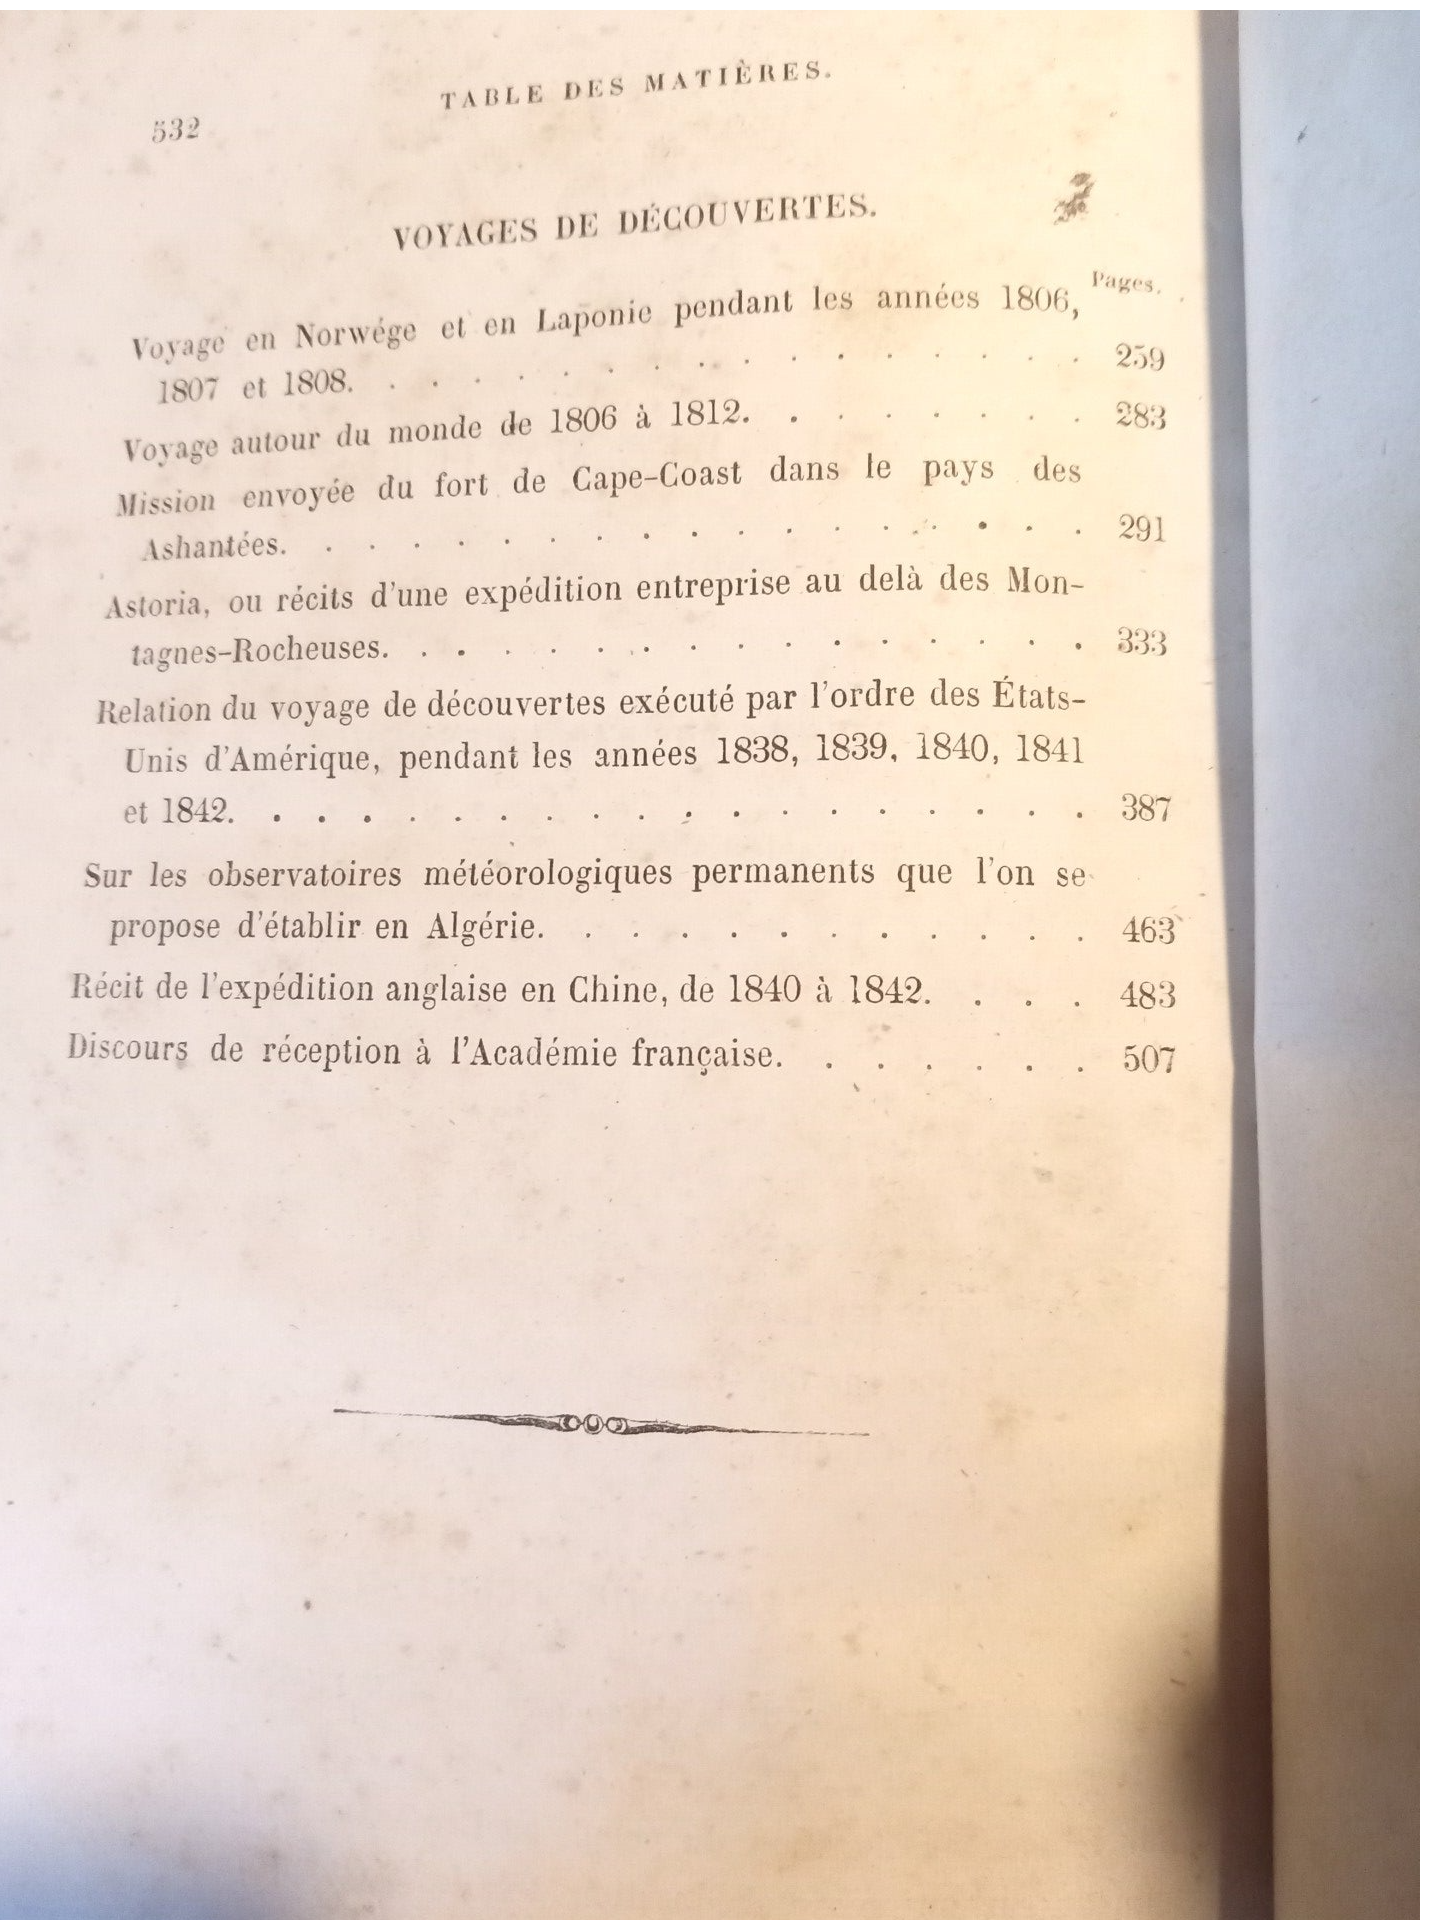 TABLE DES MATIÈRES.
532
VOYAGES DE DÉCOUVERTES.
Pages.
Voyage en Norwége et en Laponie pendant les années 1806,
1807 et 1808. . . . . . . . . . . . . . . . . 259
Voyage autour du monde de 1806 à 1812. . . . . . . . 283
Mission envoyée du fort de Cape-Coast dans le pays des
Ashantées. . . . . . . . . . . . . . . . . . 291
Astoria, ou récits d'une expédition entreprise au delà des Mon-
tagnes-Rocheuses. . . . . . . . . . . . . . . . 333
Relation du voyage de découvertes exécuté par l'ordre des États-
Unis d'Amérique, pendant les années 1838, 1839, 1840, 1841
et 1842. . . . . . . . . . . . . . . . . . . 387
Sur les observatoires météorologiques permanents que l'on se
propose d'établir en Algérie. . . . . . . . . . . . 463
Récit de l'expédition anglaise en Chine, de 1840 à 1842. . . . 483
Discours de réception à l'Académie française. . . . . . . 507